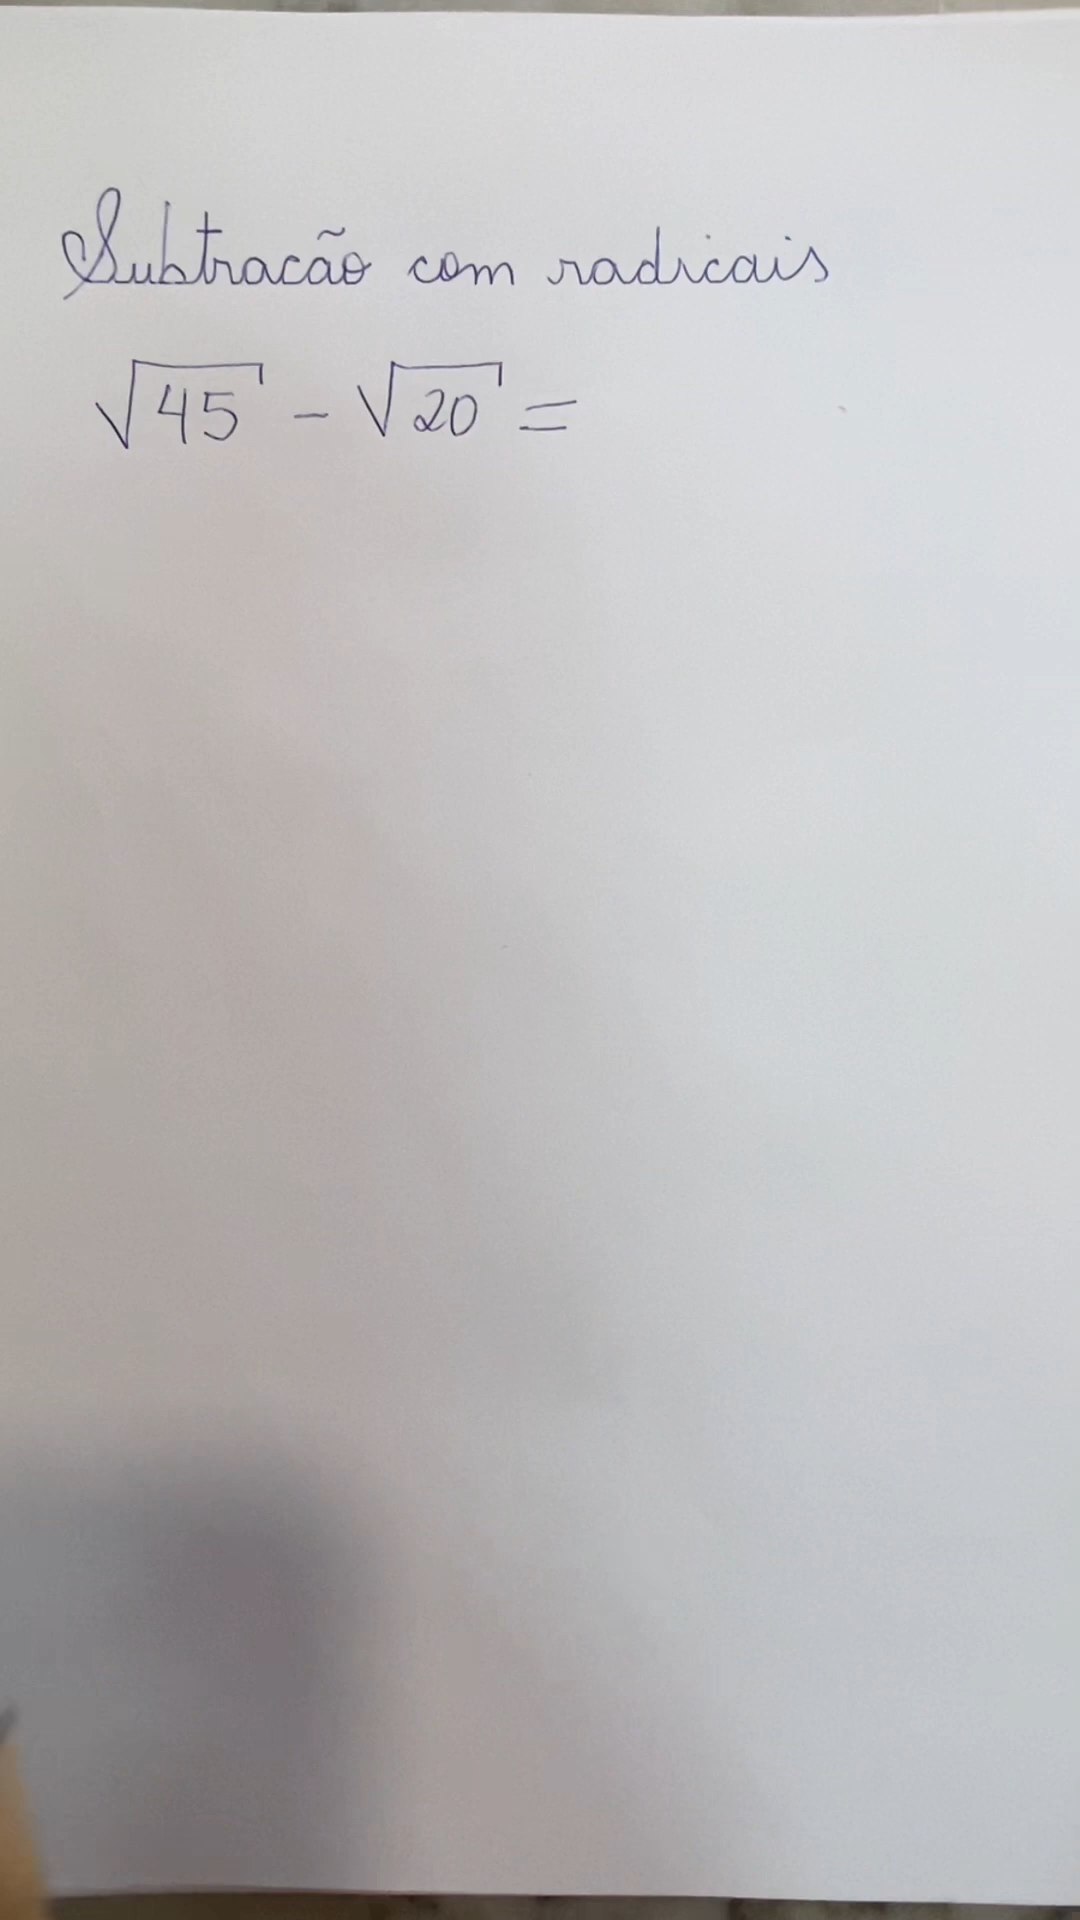 Subtracão com radicais
√45 - √20 =